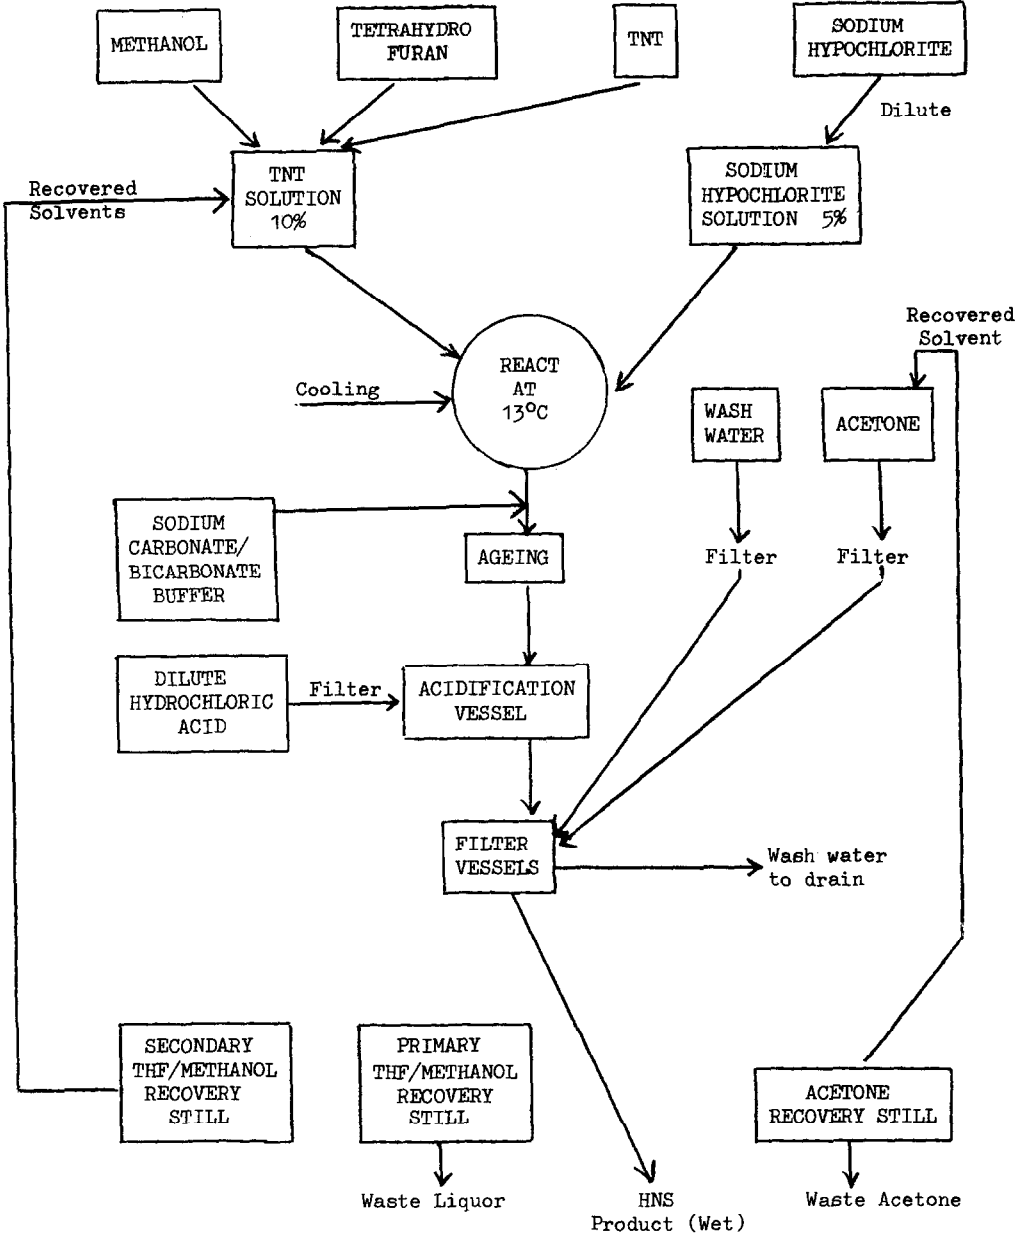 METHANOL
TETRAHYDRO
FURAN
TNT
SODIUM
HYPOCHLORITE
Dilute
TNT
SOLUTION
10%
SODIUM
HYPOCHLORITE
SOLUTION 5%
Recovered
Solvents
REACT
AT
13°C
Cooling
Recovered
Solvent
WASH
WATER
ACETONE
SODIUM
CARBONATE/
BICARBONATE
BUFFER
AGEING
Filter
Filter
DILUTE
HYDROCHLORIC
ACID
Filter
ACIDIFICATION
VESSEL
FILTER
VESSELS
Wash water
to drain
SECONDARY
THF/METHANOL
RECOVERY
STILL
PRIMARY
THF/METHANOL
RECOVERY
STILL
ACETONE
RECOVERY STILL
Waste Liquor
HNS
Product (Wet)
Waste Acetone